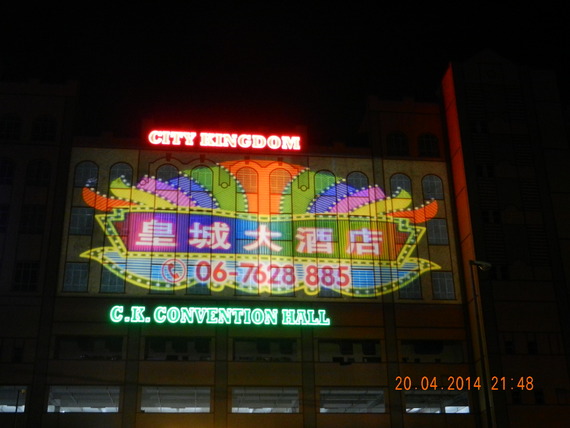 CITY KINGDOM
皇城大酒店
06-7628 885
C.K. CONVENTION HALL
20.04.2014 21:48